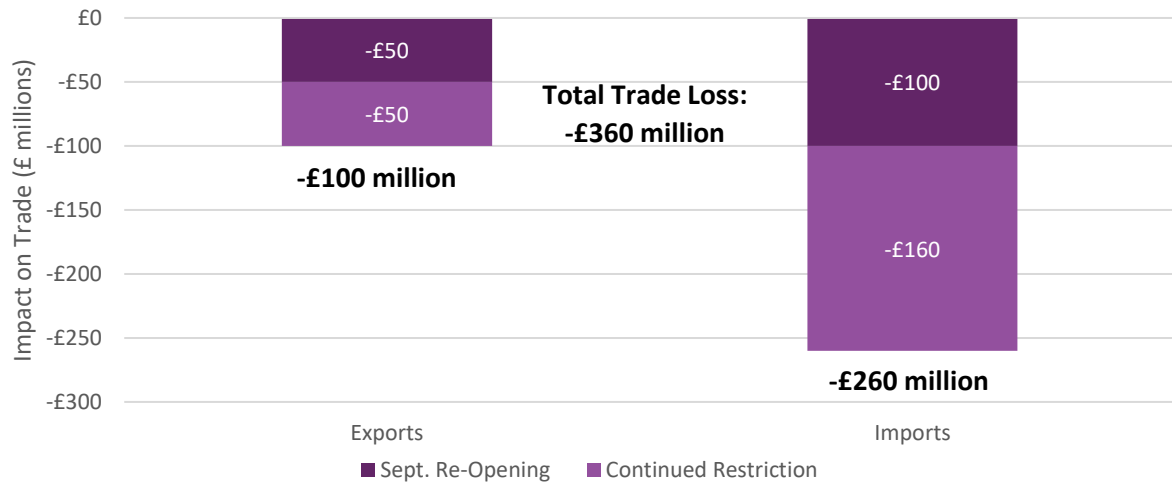 Impact on Trade (£ millions)
£0
-£50
-£100
-£150
-£200
-£250
-£300
-£50
-£50
-£100 million
Total Trade Loss:
-£360 million
-£100
-£160
-£260 million
Exports
Imports
Sept. Re-Opening
Continued Restriction